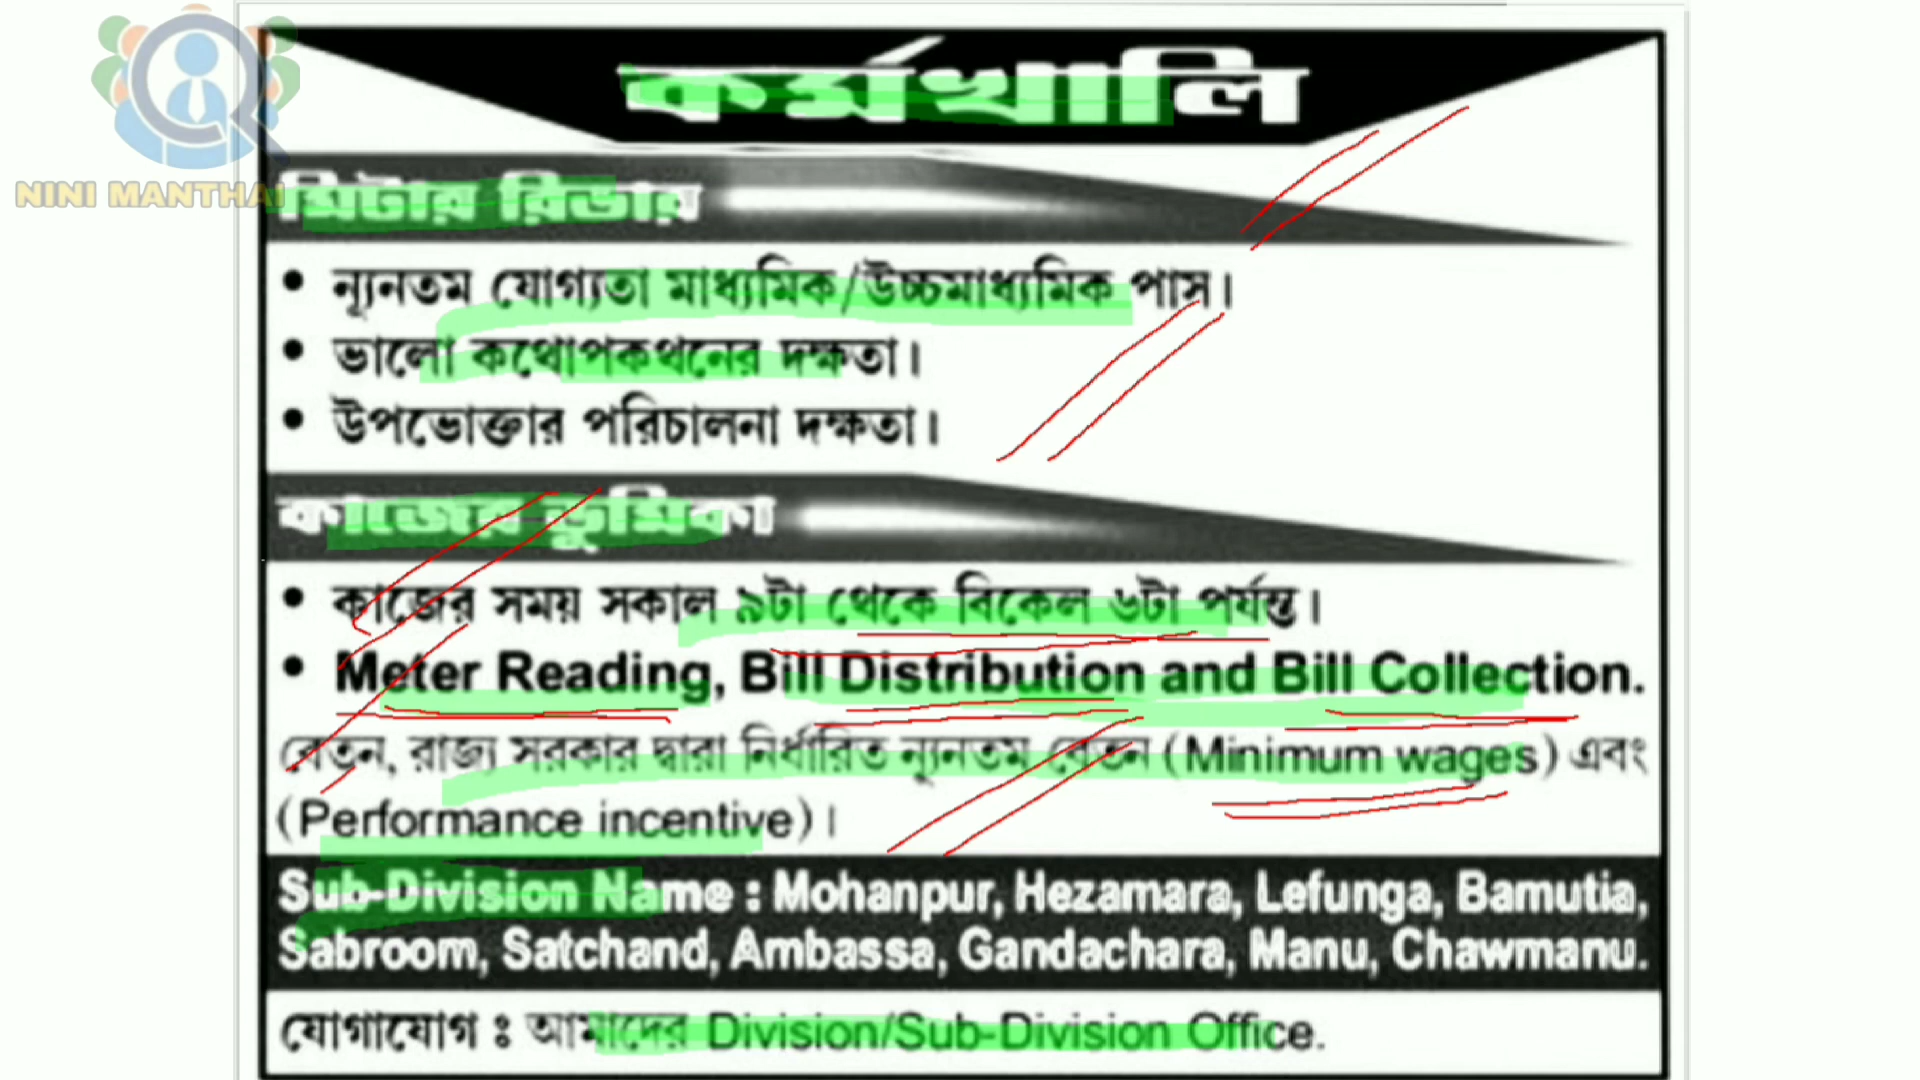 কর্মখালি
NINI MANTHAI
মিটার রিডার
• ন্যূনতম যোগ্যতা মাধ্যমিক/উচ্চমাধ্যমিক পাস।
• ভালো কথোপকথনের দক্ষতা।
• উপভোক্তার পরিচালনা দক্ষতা।
কাজের ভুমিকা
• কাজের সময় সকাল ৯টা থেকে বিকেল ৬টা পর্যন্ত।
• Meter Reading, Bill Distribution and Bill Collection.
বেতন, রাজ্য সরকার দ্বারা নির্ধারিত ন্যূনতম বেতন (Minimum wages) এবং
(Performance incentive)।
Sub-Division Name : Mohanpur, Hezamara, Lefunga, Bamutia,
Sabroom, Satchand, Ambassa, Gandachara, Manu, Chawmanu.
যোগাযোগ ঃ আমাদের Division/Sub-Division Office.